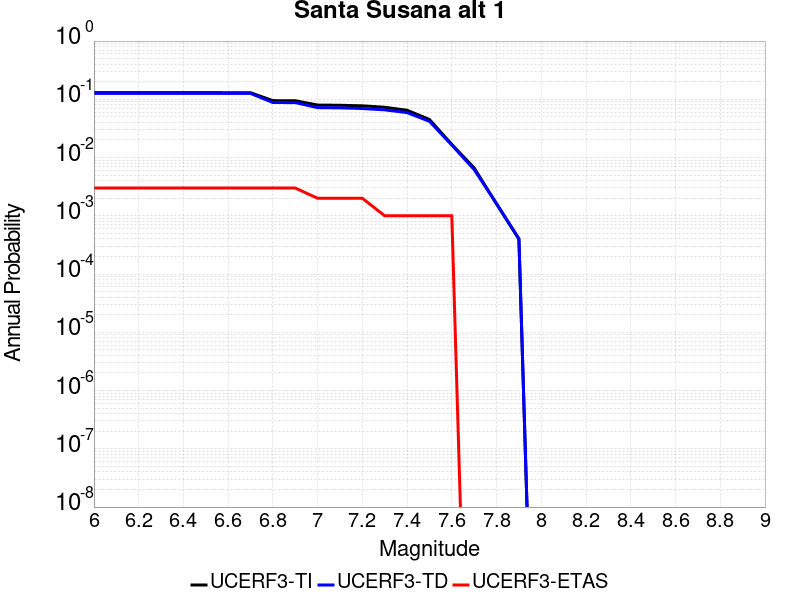 Santa Susana alt 1
10^0
10^-1
10^-2
10^-3
10^-4
10^-5
10^-6
10^-7
10^-8
Annual Probability
6 6.2 6.4 6.6 6.8 7 7.2 7.4 7.6 7.8 8 8.2 8.4 8.6 8.8 9
Magnitude
UCERF3-TI UCERF3-TD UCERF3-ETAS